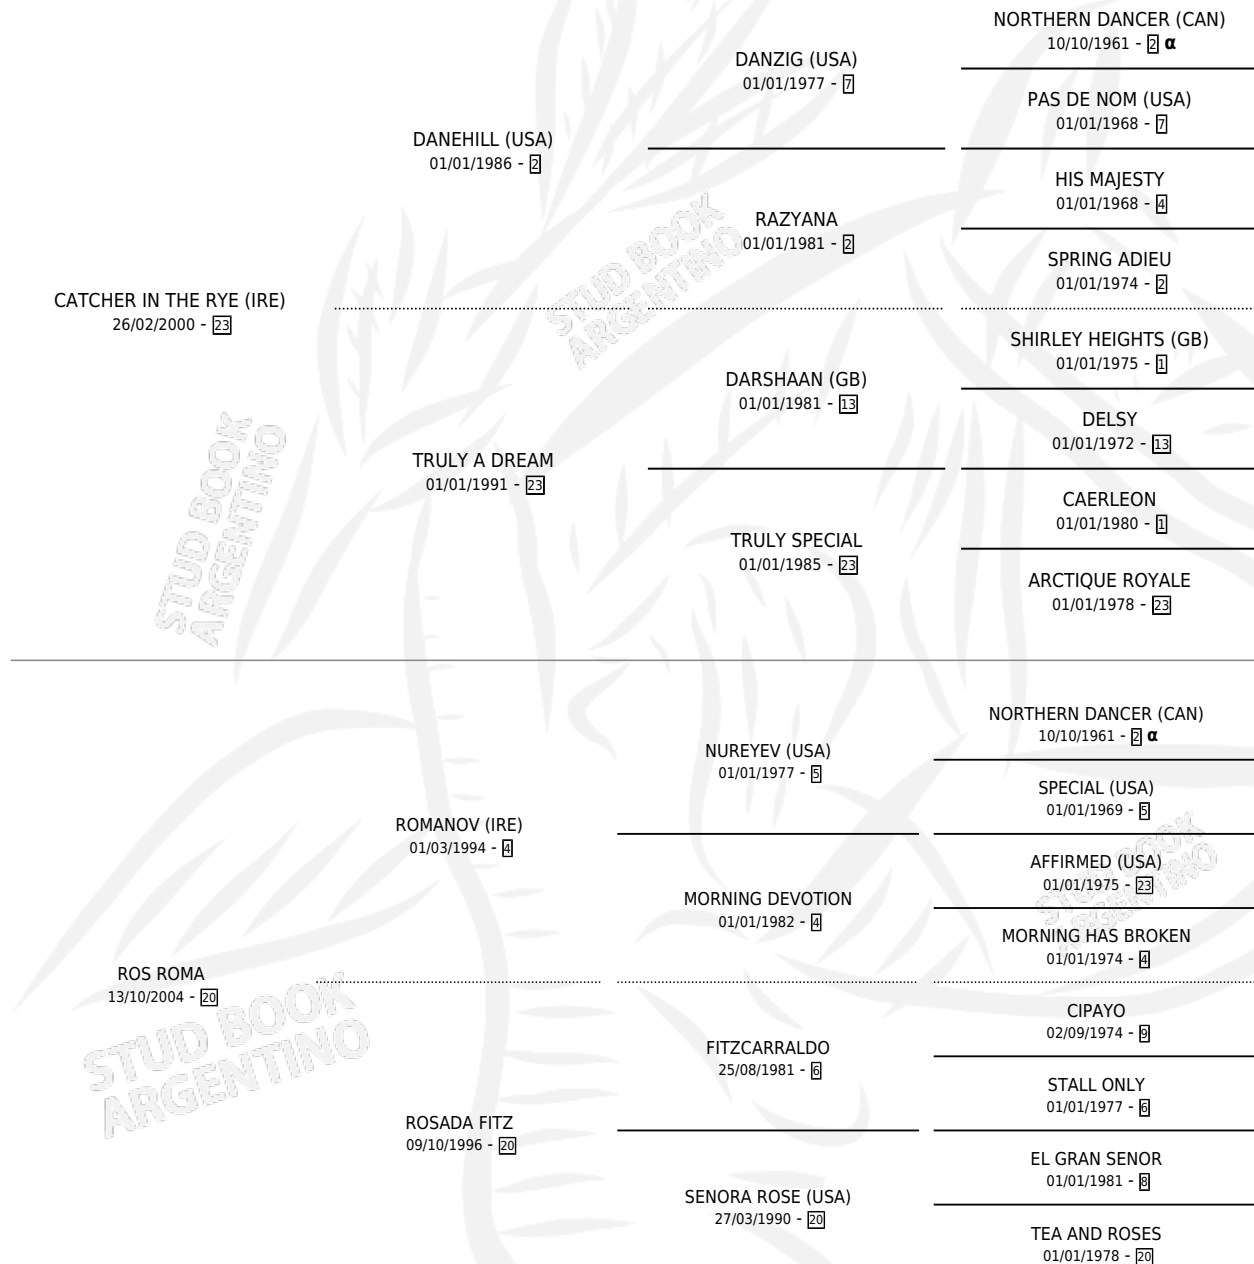 NORTHERN DANCER (CAN)
10/10/1961 - 2 α
DANZIG (USA)
01/01/1977 - 7
PAS DE NOM (USA)
01/01/1968 - 7
DANEHILL (USA)
01/01/1986 - 2
HIS MAJESTY
01/01/1968 - 4
RAZYANA
01/01/1981 - 2
SPRING ADIEU
01/01/1974 - 2
CATCHER IN THE RYE (IRE)
26/02/2000 - 23
STUD BOOK
ARGENTINO
SHIRLEY HEIGHTS (GB)
01/01/1975 - 1
DARSHAAN (GB)
01/01/1981 - 13
DELSY
01/01/1972 - 13
TRULY A DREAM
01/01/1991 - 23
CAERLEON
01/01/1980 - 1
TRULY SPECIAL
01/01/1985 - 23
ARCTIQUE ROYALE
01/01/1978 - 23
STUD BOOK
ARGENTINO
NORTHERN DANCER (CAN)
10/10/1961 - 2 α
NUREYEV (USA)
01/01/1977 - 5
SPECIAL (USA)
01/01/1969 - 5
ROMANOV (IRE)
01/03/1994 - 4
AFFIRMED (USA)
01/01/1975 - 23
STUD BOOK
ARGENTINO
MORNING DEVOTION
01/01/1982 - 4
MORNING HAS BROKEN
01/01/1974 - 4
ROS ROMA
13/10/2004 - 20
STUD BOOK
ARGENTINO
CIPAYO
02/09/1974 - 9
FITZCARRALDO
25/08/1981 - 6
STALL ONLY
01/01/1977 - 6
ROSADA FITZ
09/10/1996 - 20
EL GRAN SENOR
01/01/1981 - 8
SENORA ROSE (USA)
27/03/1990 - 20
TEA AND ROSES
01/01/1978 - 20